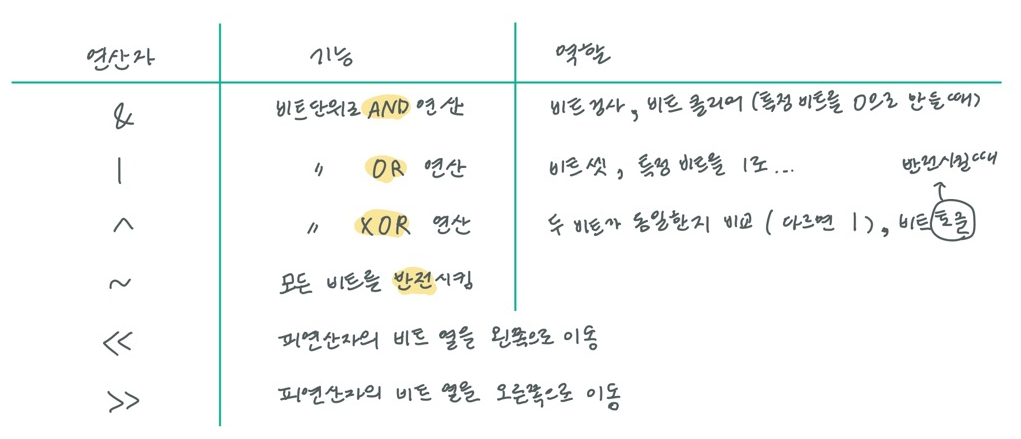 연산자 기능 역할
& 비트단위로 AND 연산 비트검사, 비트 클리어 (특정 비트를 0으로 만들 때)
반전시킬 때
| 〃 OR 연산 비트셋, 특정 비트를 1로...
^ 〃 XOR 연산 두 비트가 동일한지 비교 ( 다르면 1 ), 비트 토글
~ 모든 비트를 반전시킴
<< 피연산자의 비트 열을 왼쪽으로 이동
>> 피연산자의 비트 열을 오른쪽으로 이동